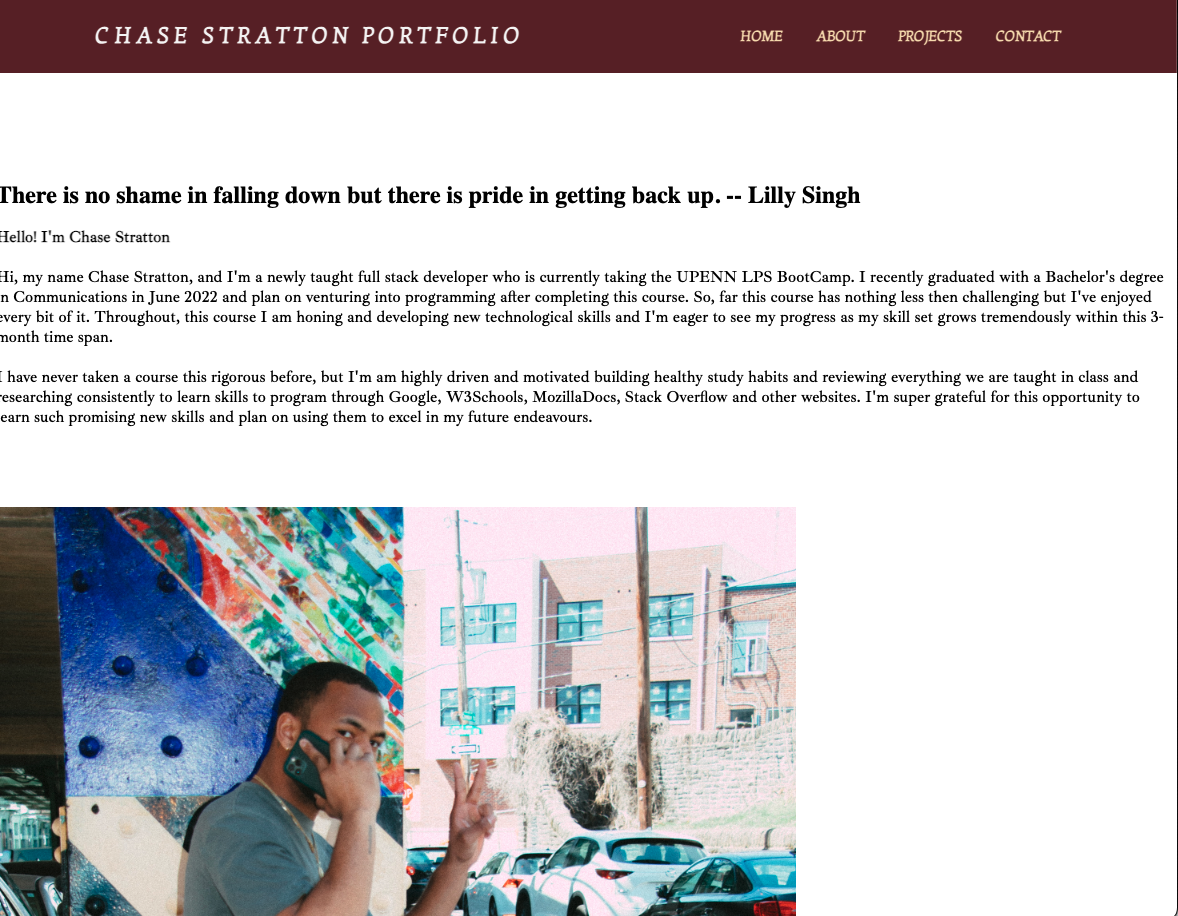 CHASE STRATTON PORTFOLIO
HOME ABOUT PROJECTS CONTACT
There is no shame in falling down but there is pride in getting back up. -- Lilly Singh
Hello! I'm Chase Stratton
Hi, my name Chase Stratton, and I'm a newly taught full stack developer who is currently taking the UPENN LPS BootCamp. I recently graduated with a Bachelor's degree
in Communications in June 2022 and plan on venturing into programming after completing this course. So, far this course has nothing less then challenging but I've enjoyed
every bit of it. Throughout, this course I am honing and developing new technological skills and I'm eager to see my progress as my skill set grows tremendously within this 3-
month time span.
I have never taken a course this rigorous before, but I'm am highly driven and motivated building healthy study habits and reviewing everything we are taught in class and
researching consistently to learn skills to program through Google, W3Schools, MozillaDocs, Stack Overflow and other websites. I'm super grateful for this opportunity to
learn such promising new skills and plan on using them to excel in my future endeavours.